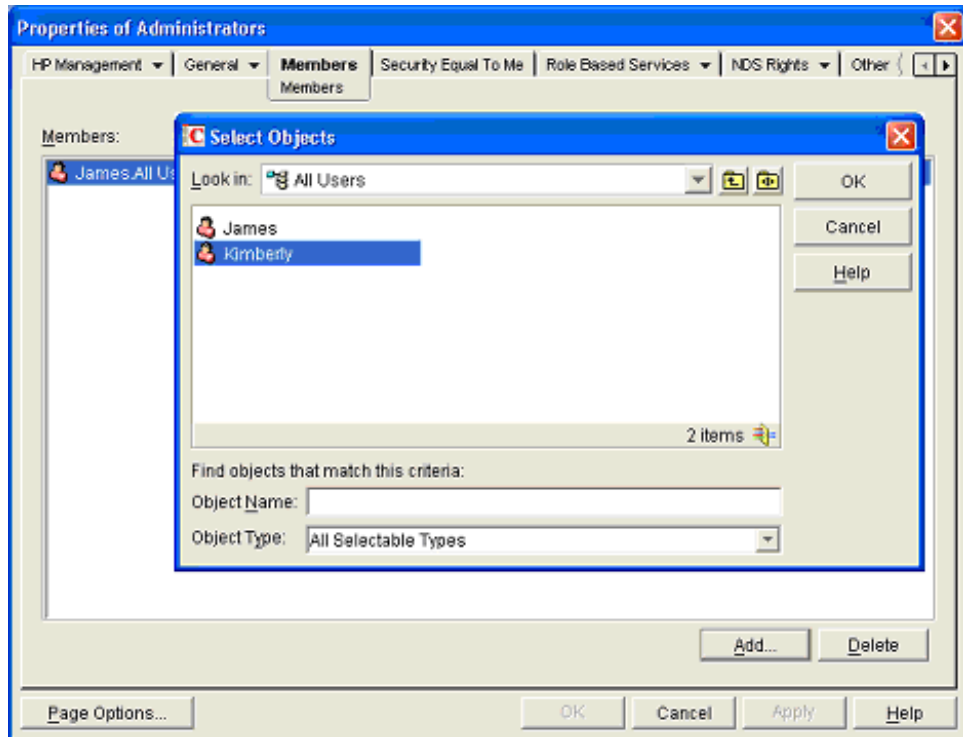 Properties of Administrators
HP Management General Members Security Equal To Me Role Based Services NDS Rights Other
Members
Members:
James.All Us
Select Objects
Look in: All Users
OK
James
Kimberly
Cancel
Help
2 items
Find objects that match this criteria:
Object Name:
Object Type: All Selectable Types
Add... Delete
Page Options... OK Cancel Apply Help